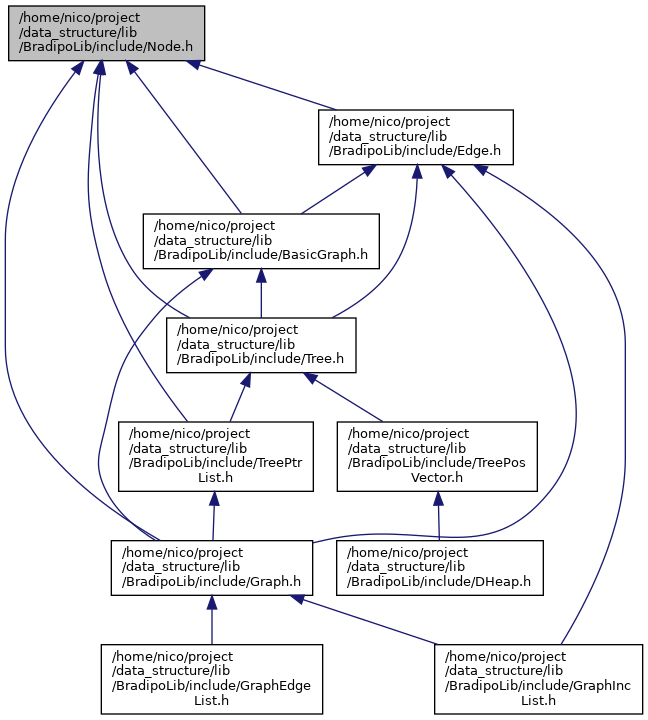 /home/nico/project
/data_structure/lib
/BradipoLib/include/Node.h
/home/nico/project
/data_structure/lib
/BradipoLib/include/Edge.h
/home/nico/project
/data_structure/lib
/BradipoLib/include/BasicGraph.h
/home/nico/project
/data_structure/lib
/BradipoLib/include/Tree.h
/home/nico/project
/data_structure/lib
/BradipoLib/include/TreePtr
List.h
/home/nico/project
/data_structure/lib
/BradipoLib/include/TreePos
Vector.h
/home/nico/project
/data_structure/lib
/BradipoLib/include/Graph.h
/home/nico/project
/data_structure/lib
/BradipoLib/include/DHeap.h
/home/nico/project
/data_structure/lib
/BradipoLib/include/GraphEdge
List.h
/home/nico/project
/data_structure/lib
/BradipoLib/include/GraphInc
List.h